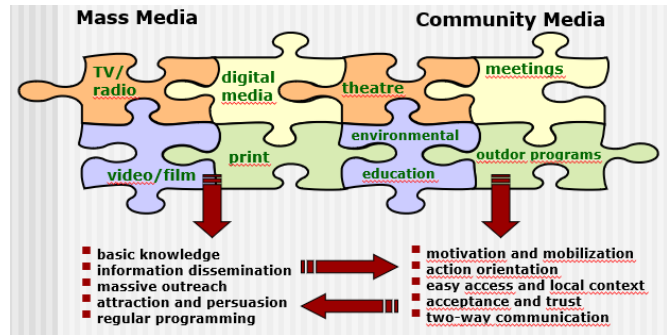 Mass Media
Community Media
TV/
radio
digital
media
theatre
meetings
video/film
print
environmental
education
outdor programs
basic knowledge
information dissemination
massive outreach
attraction and persuasion
regular programming
motivation and mobilization
action orientation
easy access and local context
acceptance and trust
two-way communication